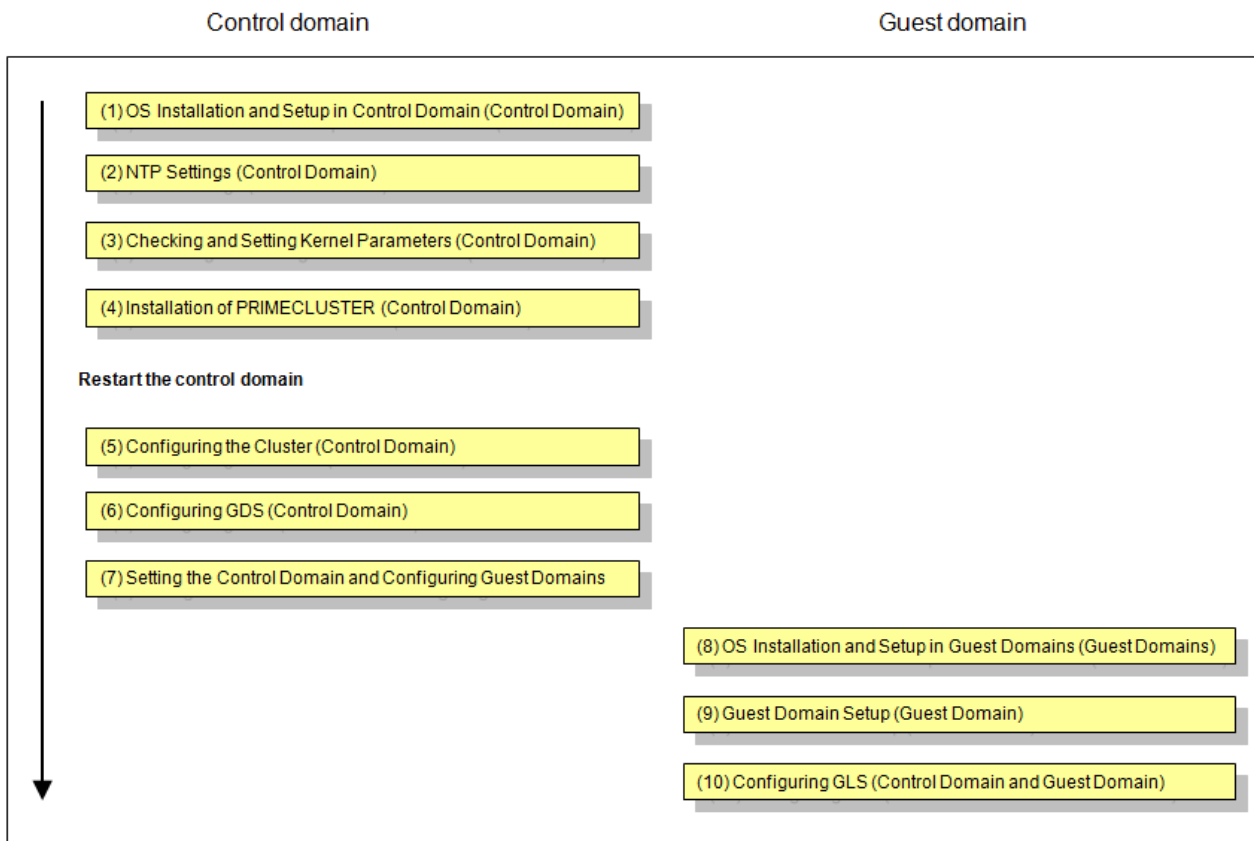 Control domain
Guest domain
(1) OS Installation and Setup in Control Domain (Control Domain)
(2) NTP Settings (Control Domain)
(3) Checking and Setting Kernel Parameters (Control Domain)
(4) Installation of PRIMECLUSTER (Control Domain)
Restart the control domain
(5) Configuring the Cluster (Control Domain)
(6) Configuring GDS (Control Domain)
(7) Setting the Control Domain and Configuring Guest Domains
(8) OS Installation and Setup in Guest Domains (Guest Domains)
(9) Guest Domain Setup (Guest Domain)
(10) Configuring GLS (Control Domain and Guest Domain)